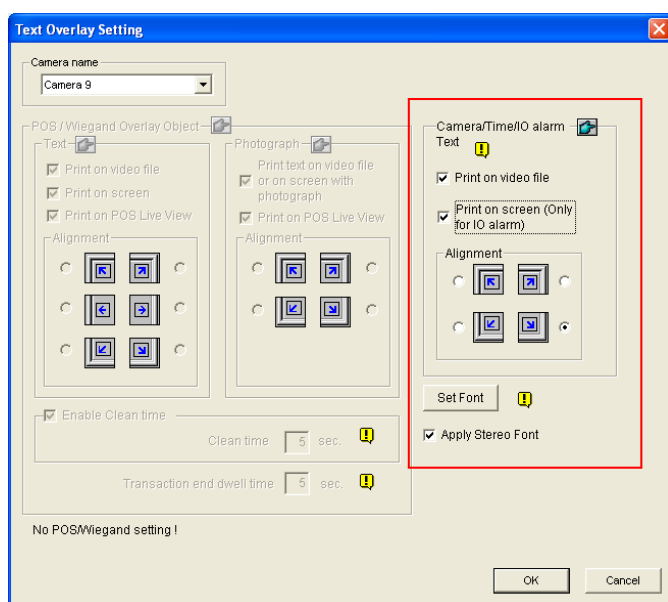 Text Overlay Setting
Camera name
Camera 9
POS / Wiegand Overlay Object
Text
Print on video file
Print on screen
Print on POS Live View
Alignment
Photograph
Print text on video file
or on screen with
photograph
Print on POS Live View
Alignment
Enable Clean time
Clean time 5 sec.
Transaction end dwell time 5 sec.
No POS/Wiegand setting !
Camera/Time/IO alarm
Text
Print on video file
Print on screen (Only
for IO alarm)
Alignment
Set Font
Apply Stereo Font
OK Cancel